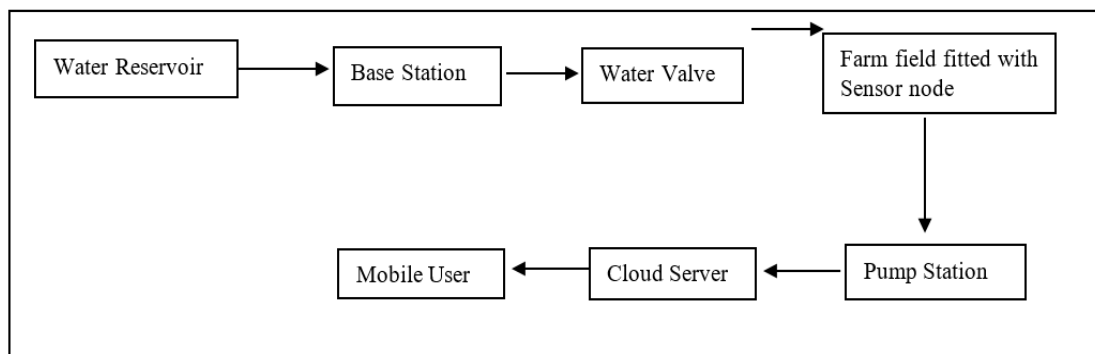 Water Reservoir
Base Station
Water Valve
Farm field fitted with
Sensor node
Mobile User
Cloud Server
Pump Station